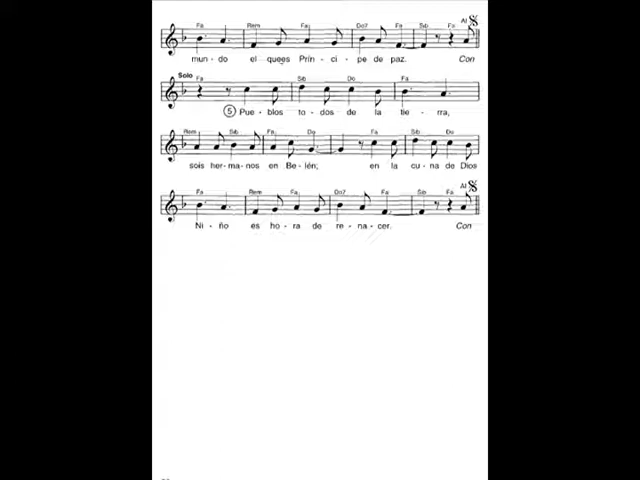 Fa Rem Fa Do7 Fa Sib Fa Al
mun - do el quees Prín - ci - pe de paz. Con
Solo Fa Sib Do Fa
5 Pue - blos to - dos de la tie - rra,
Rem Sib Fa Do Fa Sib Do
sois her - ma - nos en Be - lén; en la cu - na de Dios
Fa Rem Fa Do7 Fa Sib Fa Al
Ni - ño es ho - ra de re - na - cer. Con